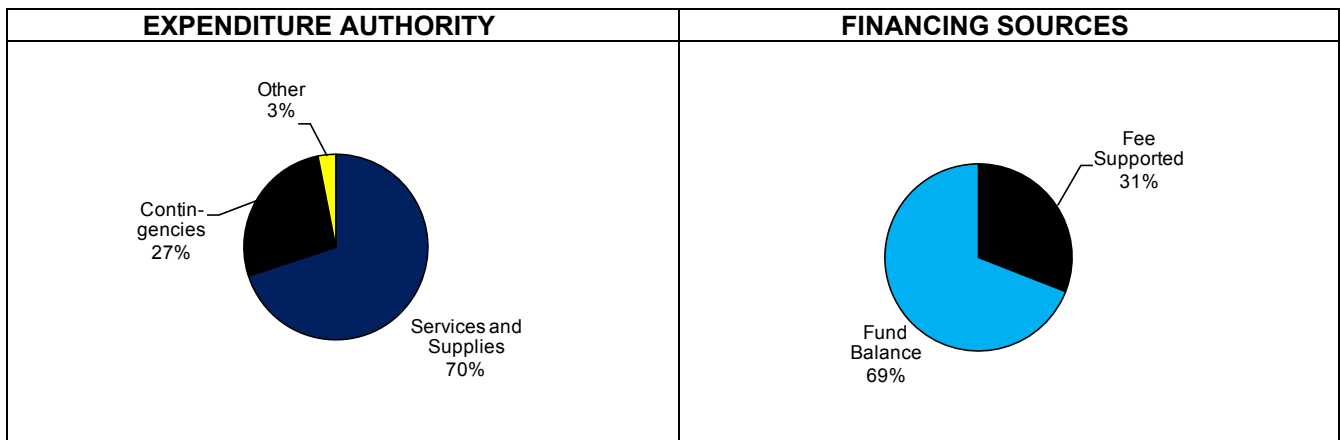 EXPENDITURE AUTHORITY
Other
3%
Contin-
gencies
27%
Services and
Supplies
70%
FINANCING SOURCES
Fee
Supported
31%
Fund
Balance
69%